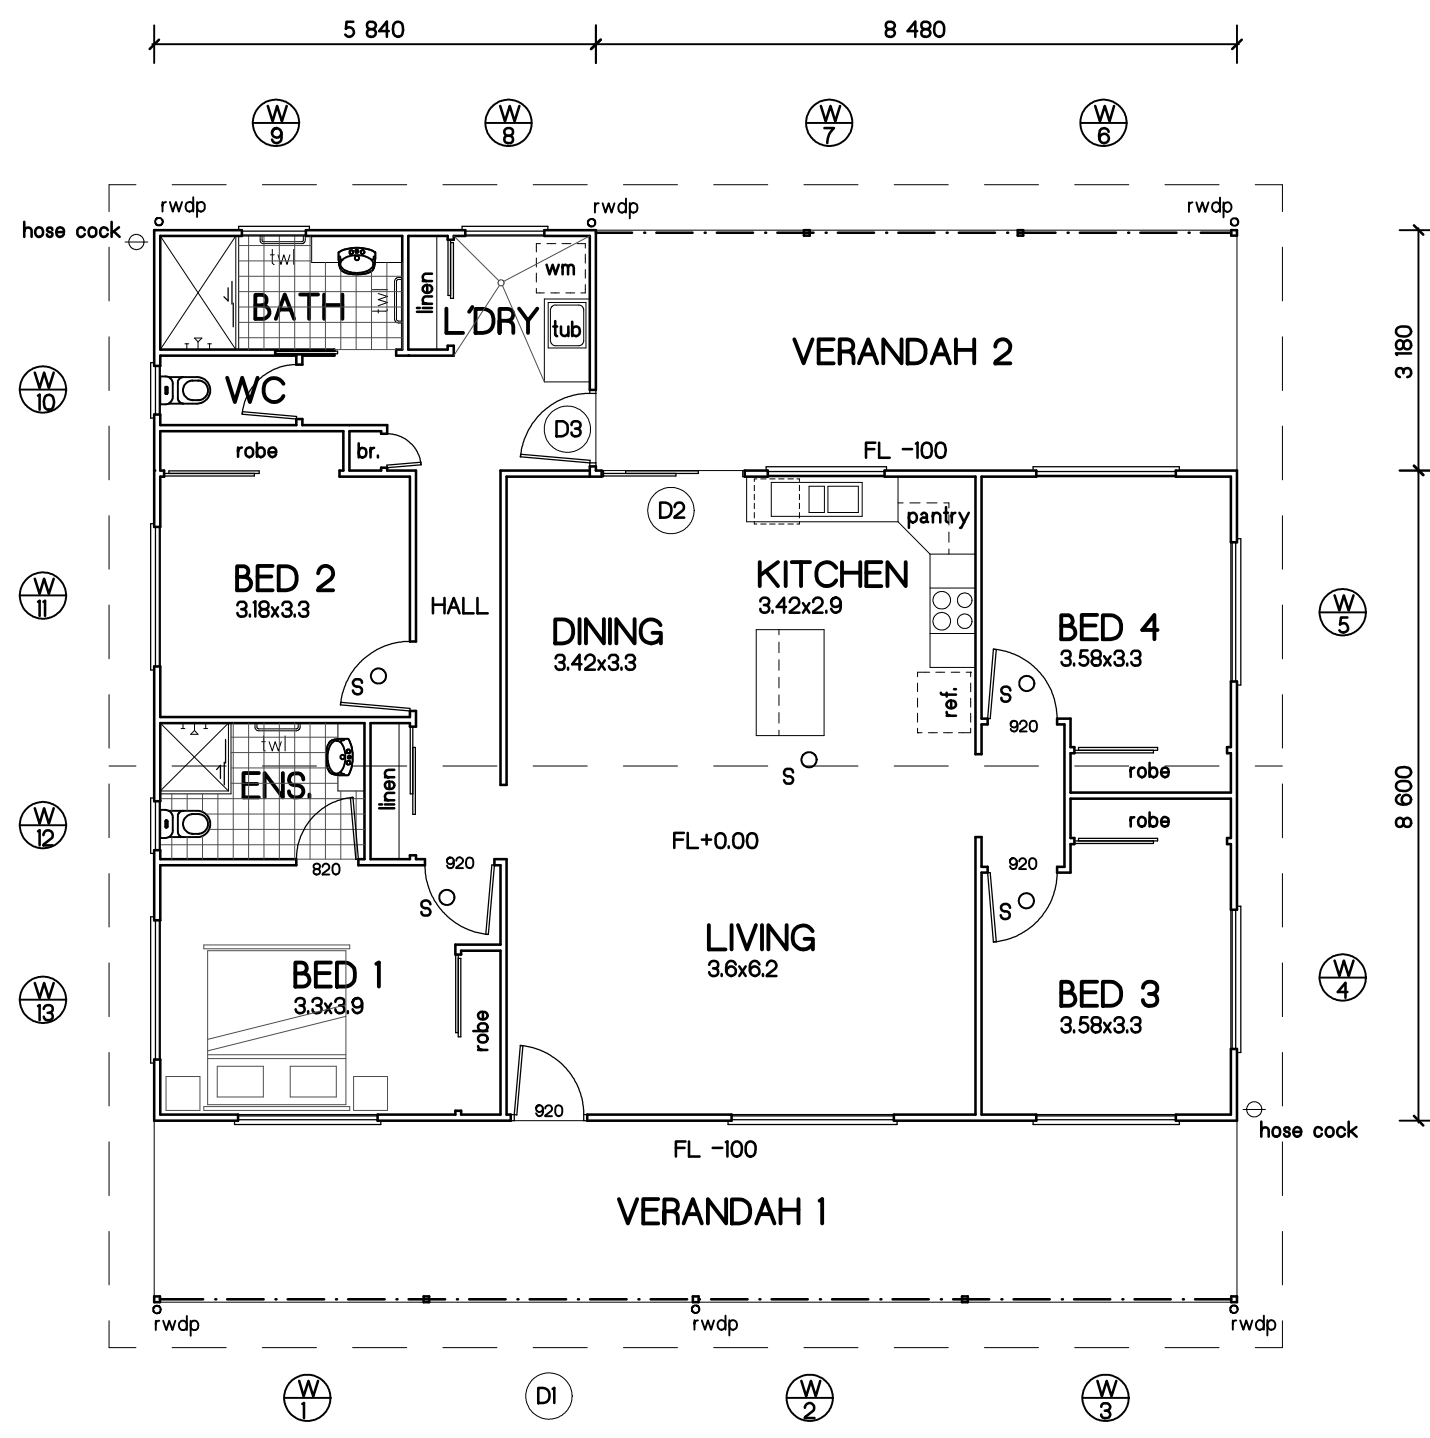 5 840
8 480
W
9
W
8
W
7
W
6
rwdp
rwdp
rwdp
hose cock
twl
BATH
twl
linen
L'DRY
wm
tub
VERANDAH 2
3 180
W
10
WC
robe
br.
D3
FL -100
D2
pantry
W
11
BED 2
3.18x3.3
HALL
DINING
3.42x3.3
KITCHEN
3.42x2.9
BED 4
3.58x3.3
W
5
S
S
920
ref.
twl
ENS.
linen
S
robe
8 600
W
12
820
920
FL+0.00
robe
920
S
S
LIVING
3.6x6.2
W
13
BED 1
3.3x3.9
robe
BED 3
3.58x3.3
W
4
920
hose cock
FL -100
VERANDAH 1
rwdp
rwdp
rwdp
W
1
D1
W
2
W
3